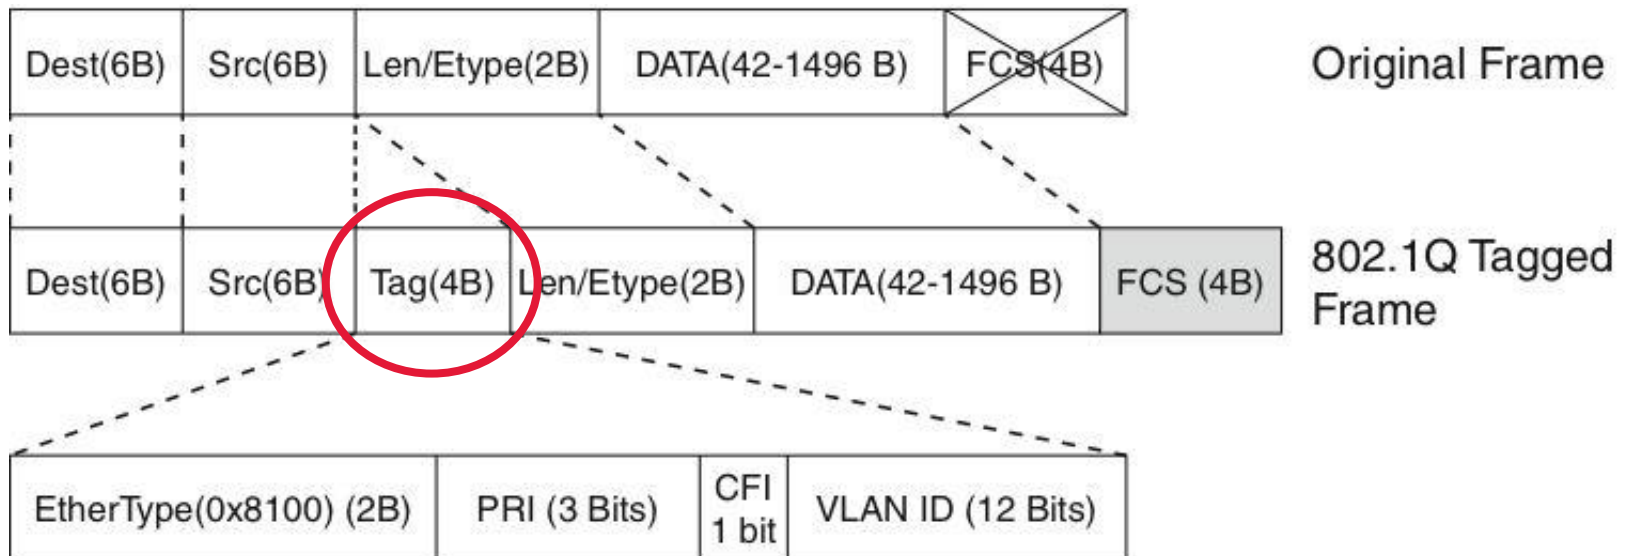 Dest(6B) Src(6B) Len/Etype(2B) DATA(42-1496 B) FCS(4B) Original Frame
Dest(6B) Src(6B) Tag(4B) Len/Etype(2B) DATA(42-1496 B) FCS (4B) 802.1Q Tagged
Frame
EtherType(0x8100) (2B) PRI (3 Bits) CFI
1 bit VLAN ID (12 Bits)